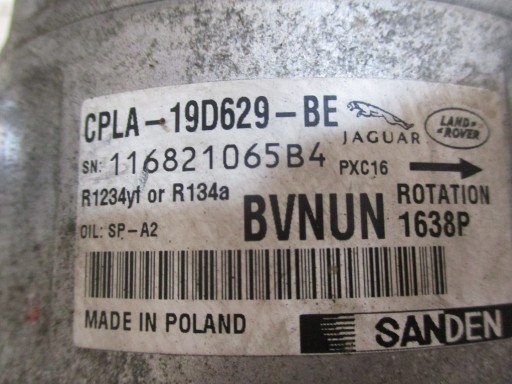 CPLA-19D629-BE
JAGUAR
LAND ROVER
SN: 116821065B4 PXC16
R1234yf or R134a
ROTATION
OIL: SP-A2
BVNUN 1638P
MADE IN POLAND
SANDEN